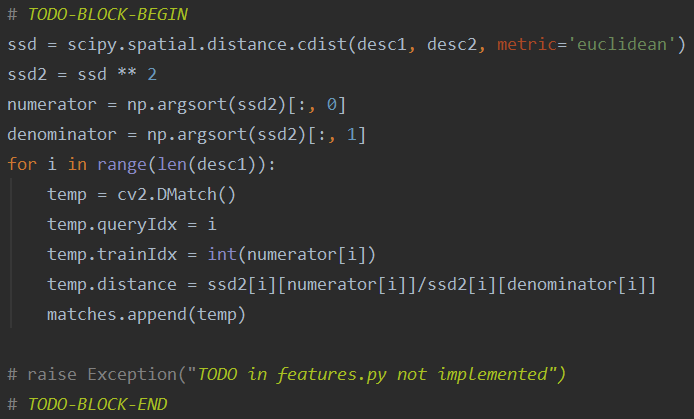 # TODO-BLOCK-BEGIN
ssd = scipy.spatial.distance.cdist(desc1, desc2, metric='euclidean')
ssd2 = ssd ** 2
numerator = np.argsort(ssd2)[:, 0]
denominator = np.argsort(ssd2)[:, 1]
for i in range(len(desc1)):
    temp = cv2.DMatch()
    temp.queryIdx = i
    temp.trainIdx = int(numerator[i])
    temp.distance = ssd2[i][numerator[i]]/ssd2[i][denominator[i]]
    matches.append(temp)
# raise Exception("TODO in features.py not implemented")
# TODO-BLOCK-END